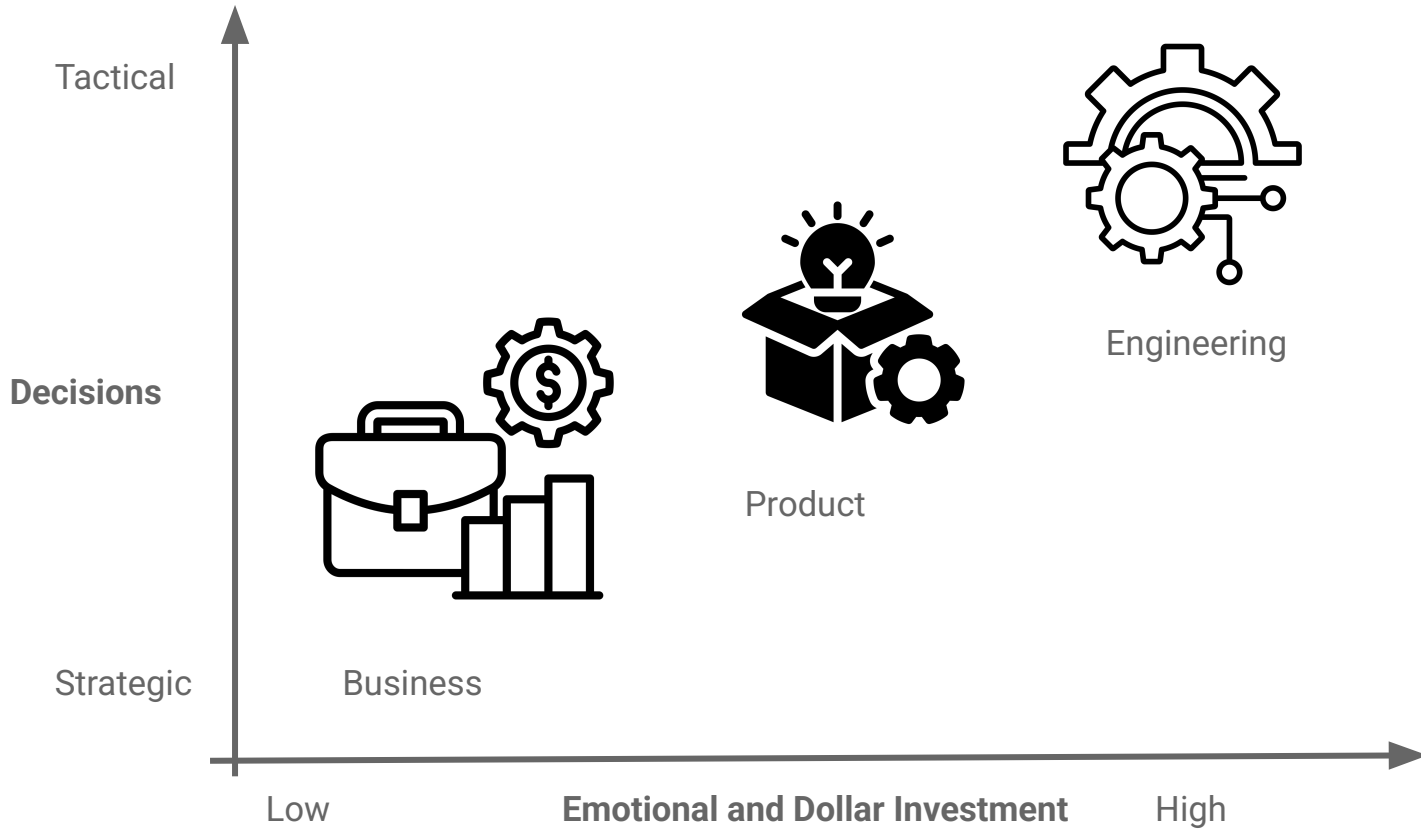 Tactical
Engineering
Decisions
Product
Strategic
Business
Low
Emotional and Dollar Investment
High
$